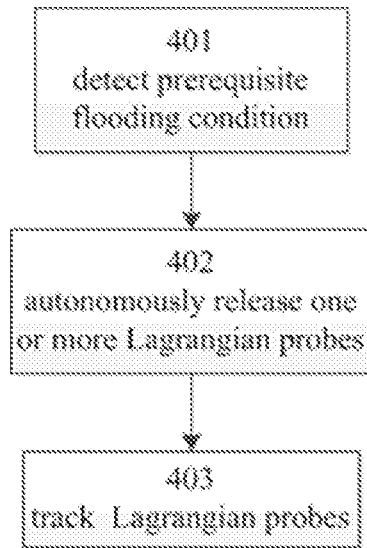 401
detect prerequisite
flooding condition
402
autonomously release one
or more Lagrangian probes
403
track Lagrangian probes